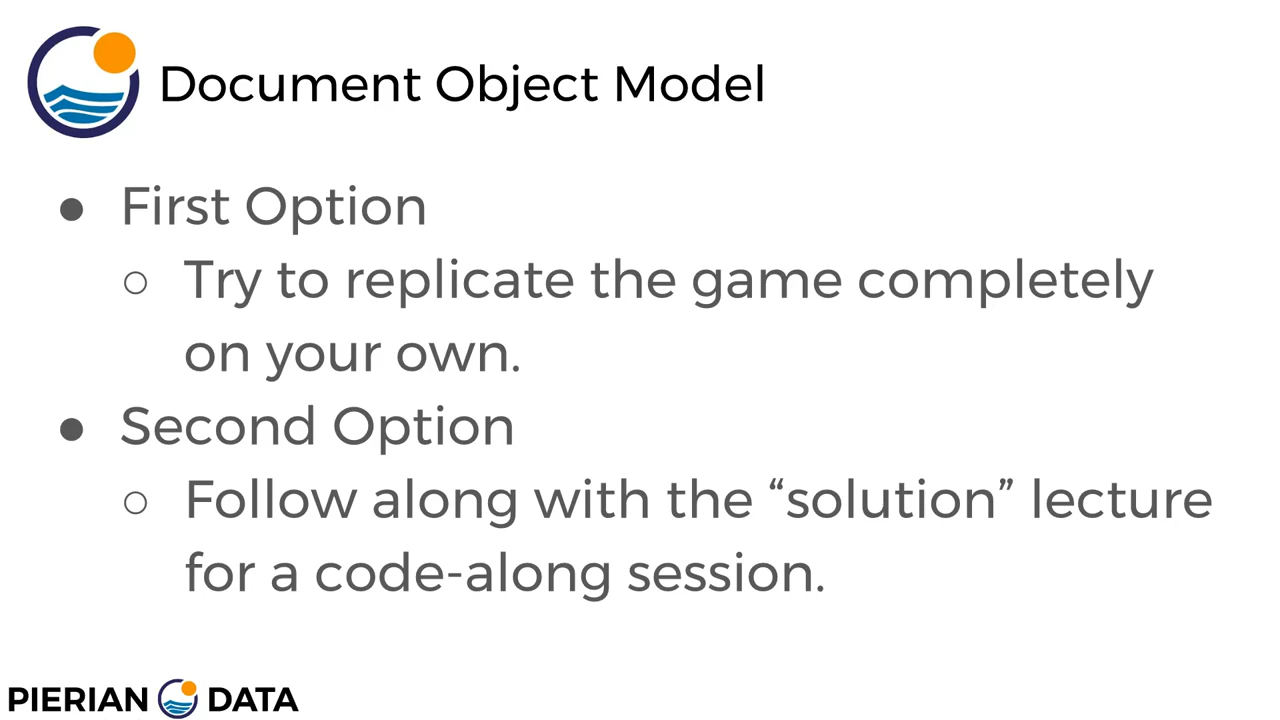 Document Object Model
● First Option
○ Try to replicate the game completely
on your own.
● Second Option
○ Follow along with the “solution” lecture
for a code-along session.
PIERIAN DATA